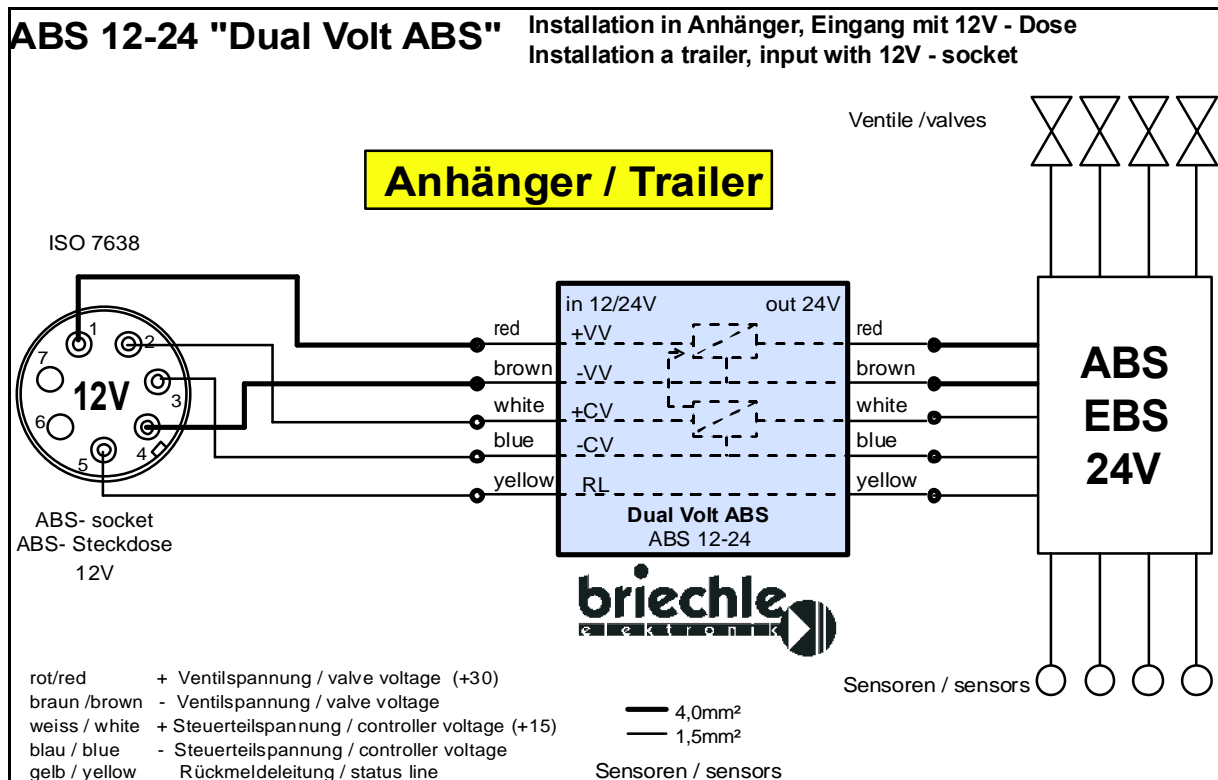 ABS 12-24 "Dual Volt ABS"
Installation in Anhänger, Eingang mit 12V - Dose
Installation a trailer, input with 12V - socket
Ventile /valves
Anhänger / Trailer
ISO 7638
in 12/24V
out 24V
1
2
3
4
5
6
7
12V
red
+VV
red
brown
-VV
brown
white
+CV
white
blue
-CV
blue
yellow
RL
yellow
Dual Volt ABS
ABS 12-24
ABS
EBS
24V
ABS- socket
ABS- Steckdose
12V
briechle
elektronik
Sensoren / sensors
rot/red + Ventilspannung / valve voltage (+30)
braun /brown - Ventilspannung / valve voltage
weiss / white + Steuerteilspannung / controller voltage (+15)
blau / blue - Steuerteilspannung / controller voltage
gelb / yellow Rückmeldeleitung / status line
4,0mm²
1,5mm²
Sensoren / sensors